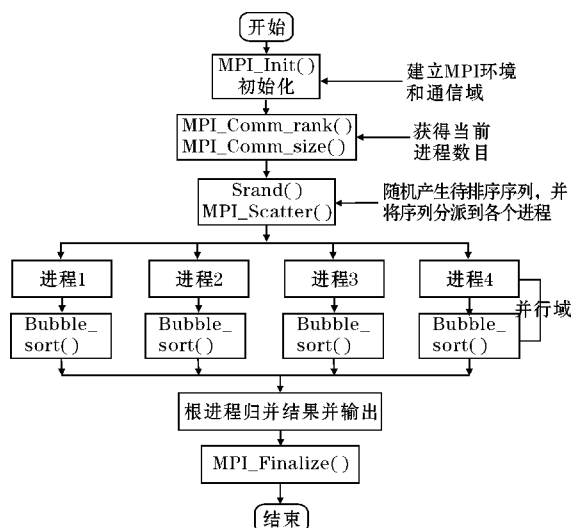 开始
MPI_Init()
初始化
建立MPI环境
和通信域
MPI_Comm_rank()
MPI_Comm_size()
获得当前
进程数目
Srand()
MPI_Scatter()
随机产生待排序序列，并
将序列分派到各个进程
进程1
进程2
进程3
进程4
并行域
Bubble_
sort()
Bubble_
sort()
Bubble_
sort()
Bubble_
sort()
根进程归并结果并输出
MPI_Finalize()
结束